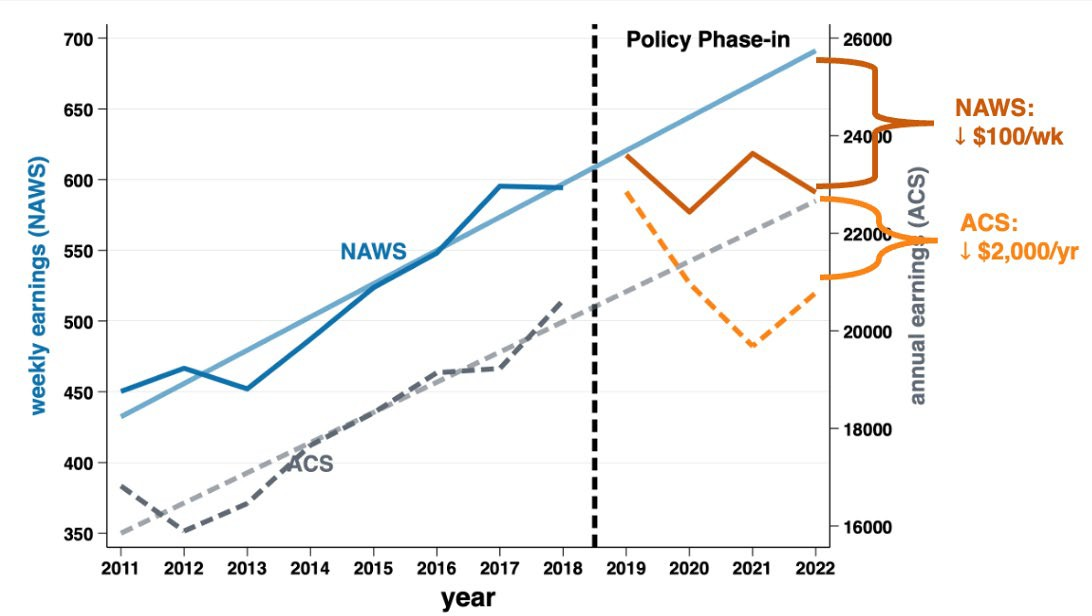 Policy Phase-in
700
650
600
550
500
450
400
350
weekly earnings (NAWS)
NAWS
ACS
26000
24000
22000
20000
18000
16000
annual earnings (ACS)
NAWS:
↓ $100/wk
ACS:
↓ $2,000/yr
2011 2012 2013 2014 2015 2016 2017 2018 2019 2020 2021 2022
year